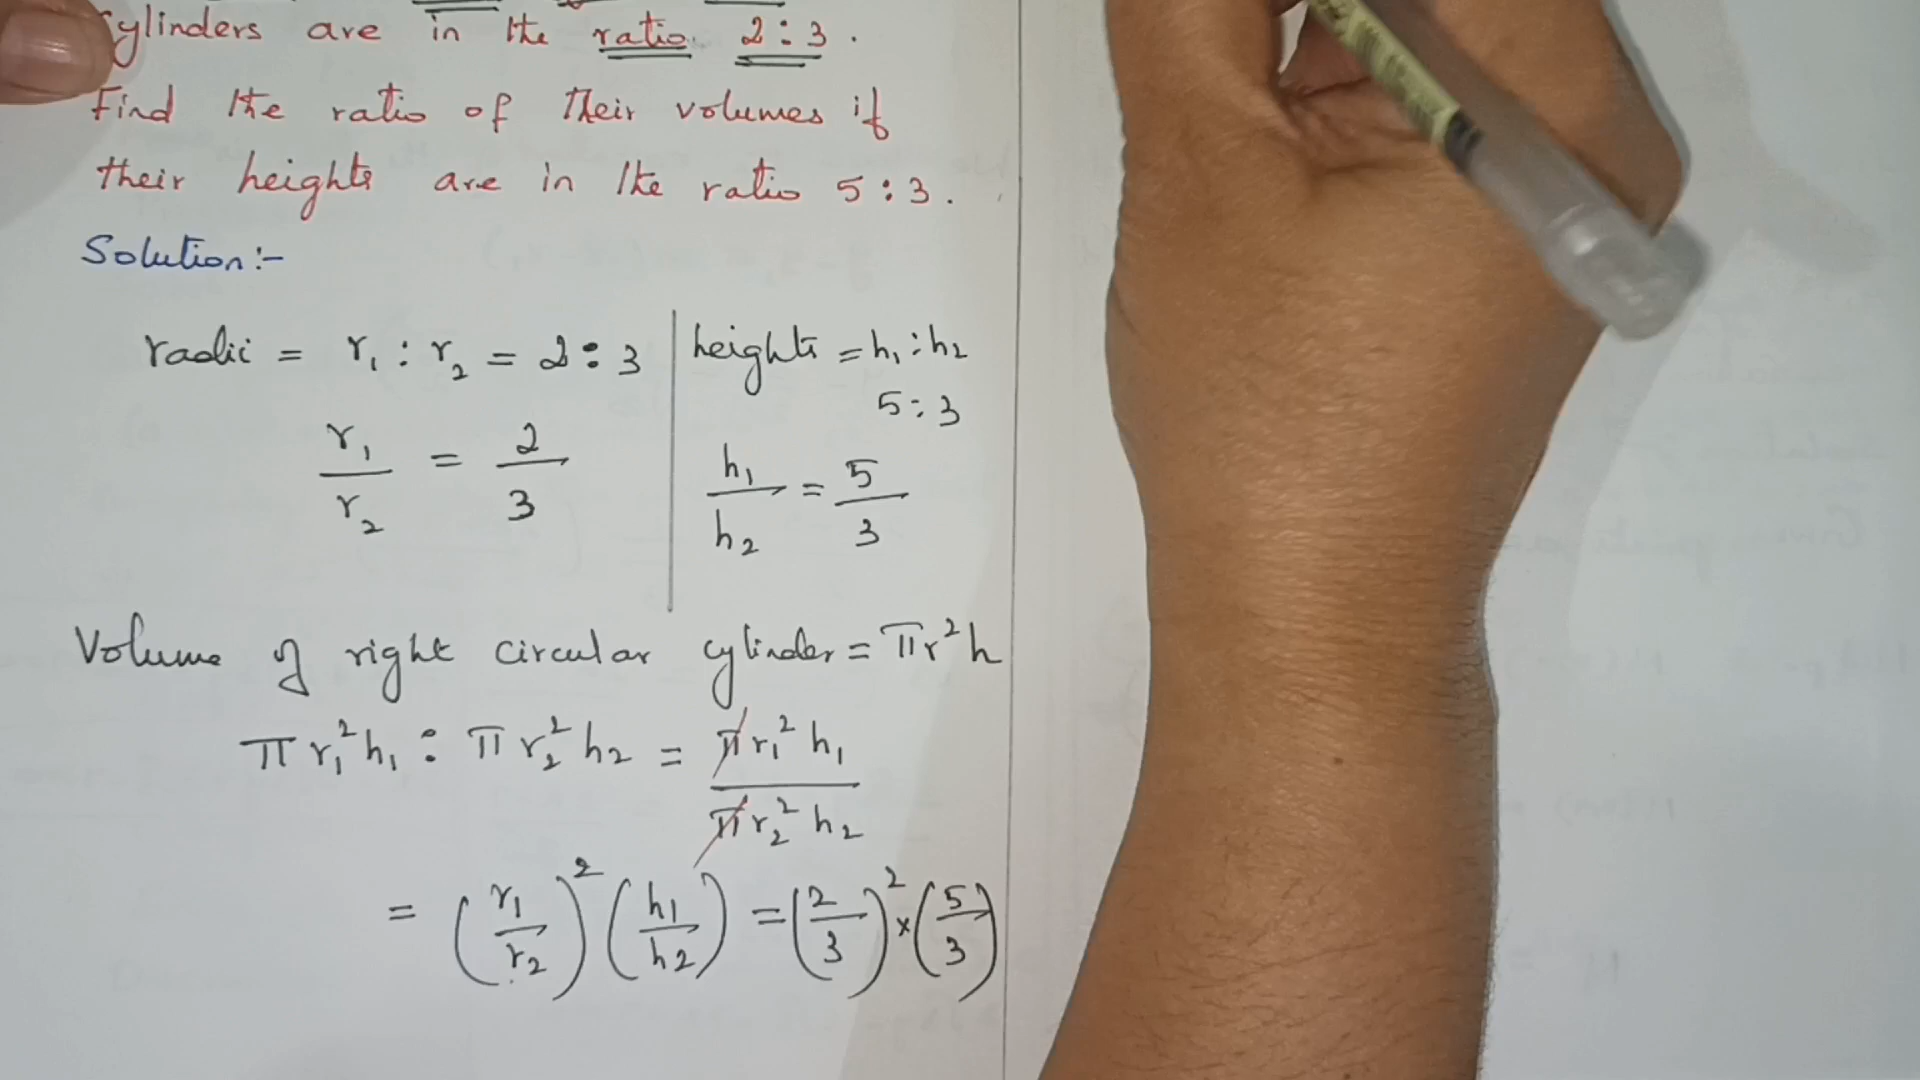 Cylinders are in the ratio 2 : 3 .
Find the ratio of their volumes if
their heights are in the ratio 5 : 3 .
Solution :-
radii = r₁ : r₂ = 2 : 3
r₁/r₂ = 2/3
heights = h₁ : h₂
5 : 3
h₁/h₂ = 5/3
Volume of right circular cylinder = πr²h
πr₁²h₁ : πr₂²h₂ = πr₁²h₁/πr₂²h₂
= (r₁/r₂)² (h₁/h₂) = (2/3)² × (5/3)